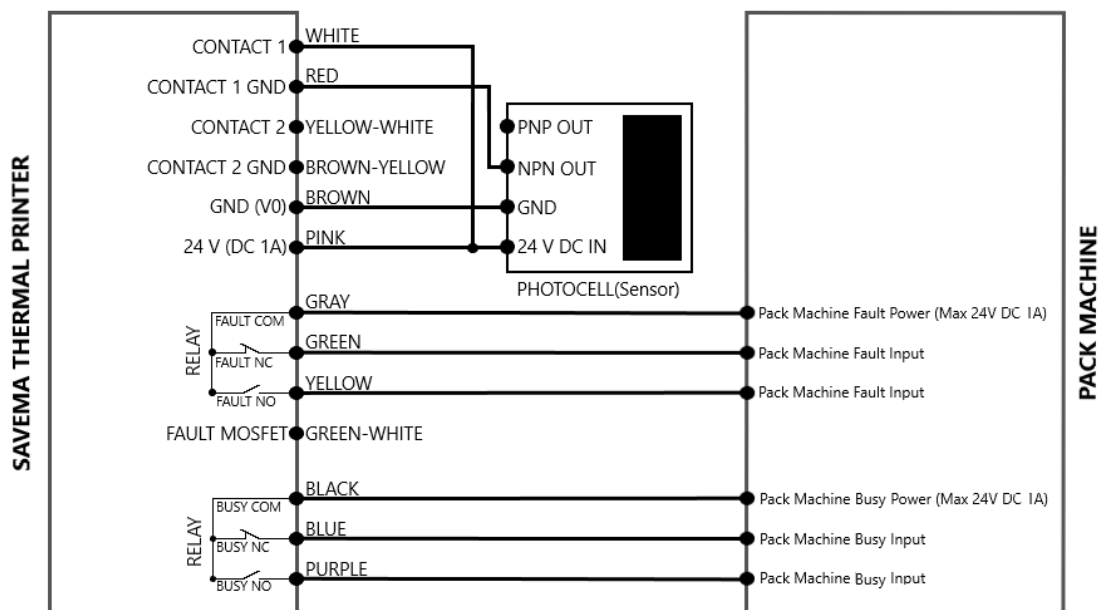 SAVEMA THERMAL PRINTER
CONTACT 1
WHITE
CONTACT 1 GND
RED
CONTACT 2
YELLOW-WHITE
CONTACT 2 GND
BROWN-YELLOW
GND (V0)
BROWN
24 V (DC 1A)
PINK
PNP OUT
NPN OUT
GND
24 V DC IN
PHOTOCELL(Sensor)
RELAY
FAULT COM
GRAY
Pack Machine Fault Power (Max 24V DC 1A)
FAULT NC
GREEN
Pack Machine Fault Input
FAULT NO
YELLOW
Pack Machine Fault Input
FAULT MOSFET
GREEN-WHITE
RELAY
BUSY COM
BLACK
Pack Machine Busy Power (Max 24V DC 1A)
BUSY NC
BLUE
Pack Machine Busy Input
BUSY NO
PURPLE
Pack Machine Busy Input
PACK MACHINE